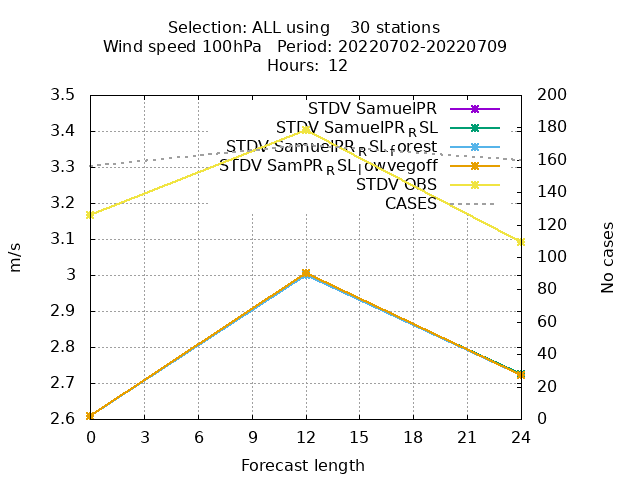 Selection: ALL using 30 stations
Wind speed 100hPa Period: 20220702-20220709
Hours: 12
3.5
3.4
3.3
3.2
3.1
3
2.9
2.8
2.7
2.6
m/s
STDV SamuelPR
STDV SamuelPR_RSL
STDV SamuelPR_RSL_forest
STDV SamPR_RSL_lowvegoff
STDV OBS
CASES
200
180
160
140
120
100
80
60
40
20
0
No cases
0 3 6 9 12 15 18 21 24
Forecast length